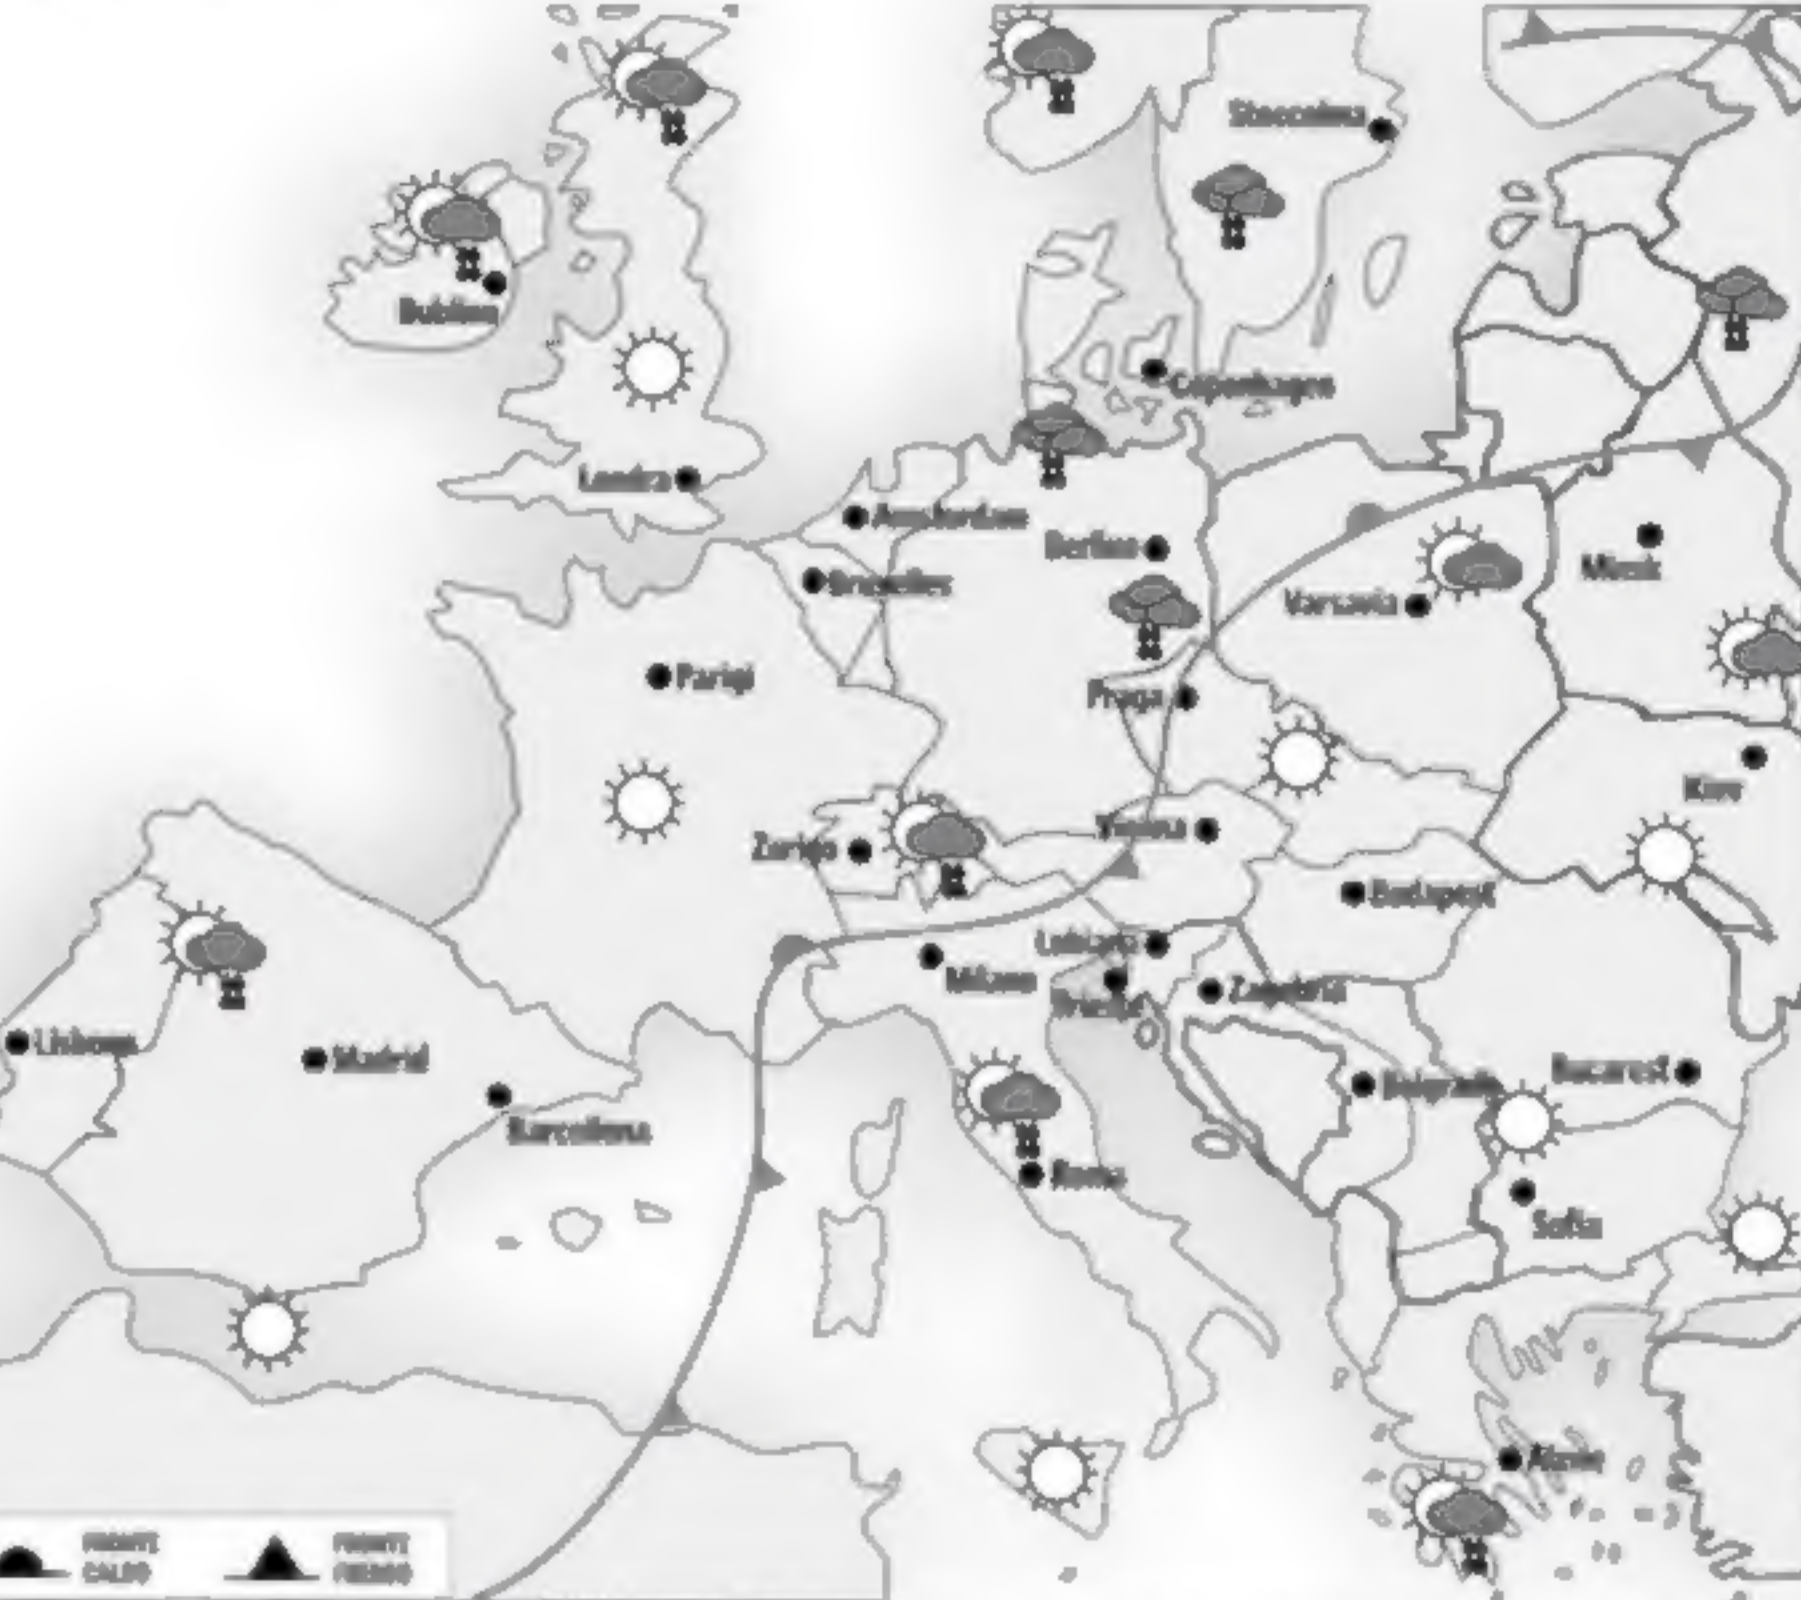 Stoccolma
Dublino
Copenhagen
Londra
Amsterdam
Berlino
Minsk
Bruxelles
Varsavia
Parigi
Praga
Kiev
Vienna
Zurigo
Budapest
Lubiana
Milano
Zagabria
Trieste
Lisbona
Madrid
Bucarest
Belgrado
Barcellona
Roma
Sofia
Atene
FRONTE
CALDO
FRONTE
FREDDO